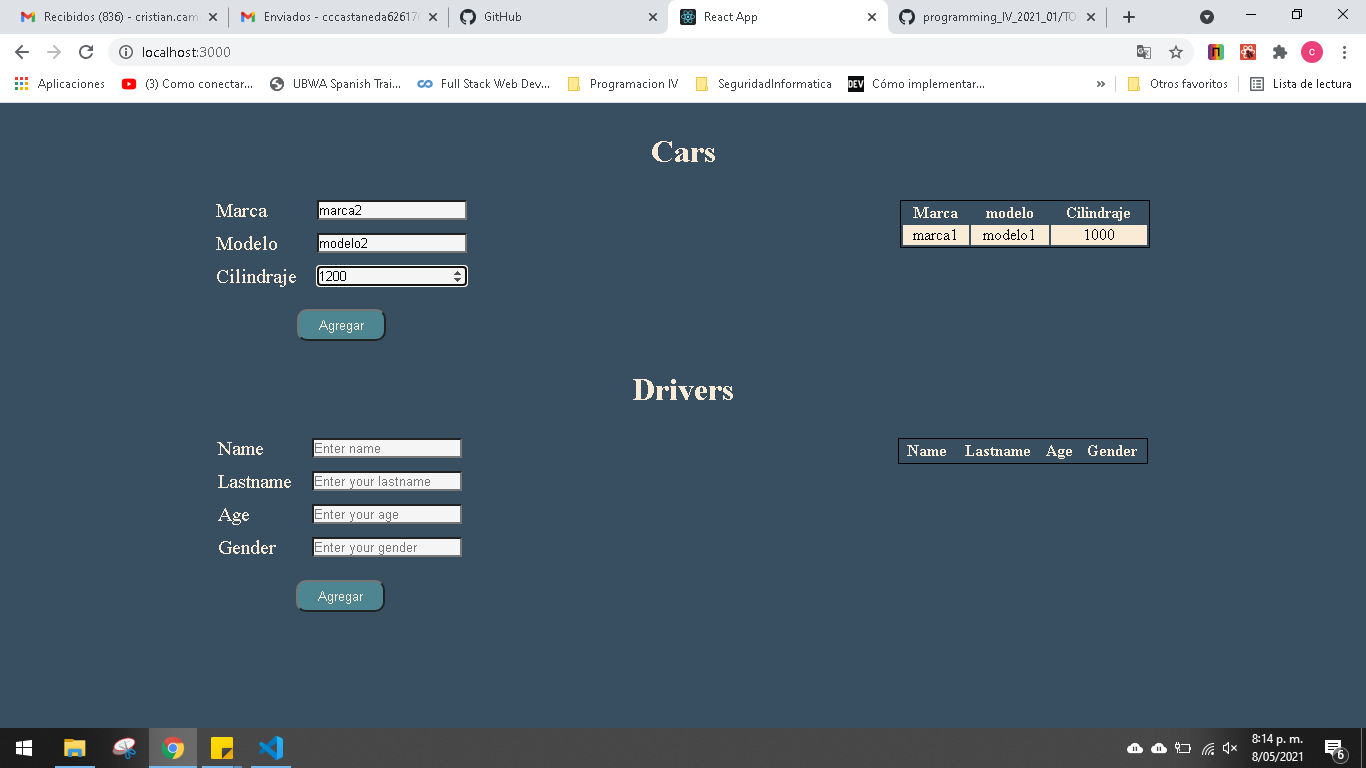 Recibidos (836) - cristian.cam
Enviados - cccastaneda62617
GitHub
React App
programming_IV_2021_01/TO
localhost:3000
c
Aplicaciones
(3) Como conectar...
UBWA Spanish Trai...
Full Stack Web Dev...
Programacion IV
SeguridadInformatica
DEV
Cómo implementar...
»
Otros favoritos
Lista de lectura
Cars
Marca
marca2
Modelo
modelo2
Cilindraje
1200
Agregar
Marca modelo Cilindraje
marca1 modelo1 1000
Drivers
Name
Enter name
Lastname
Enter your lastname
Age
Enter your age
Gender
Enter your gender
Agregar
Name Lastname Age Gender
8:14 p. m.
8/05/2021
6